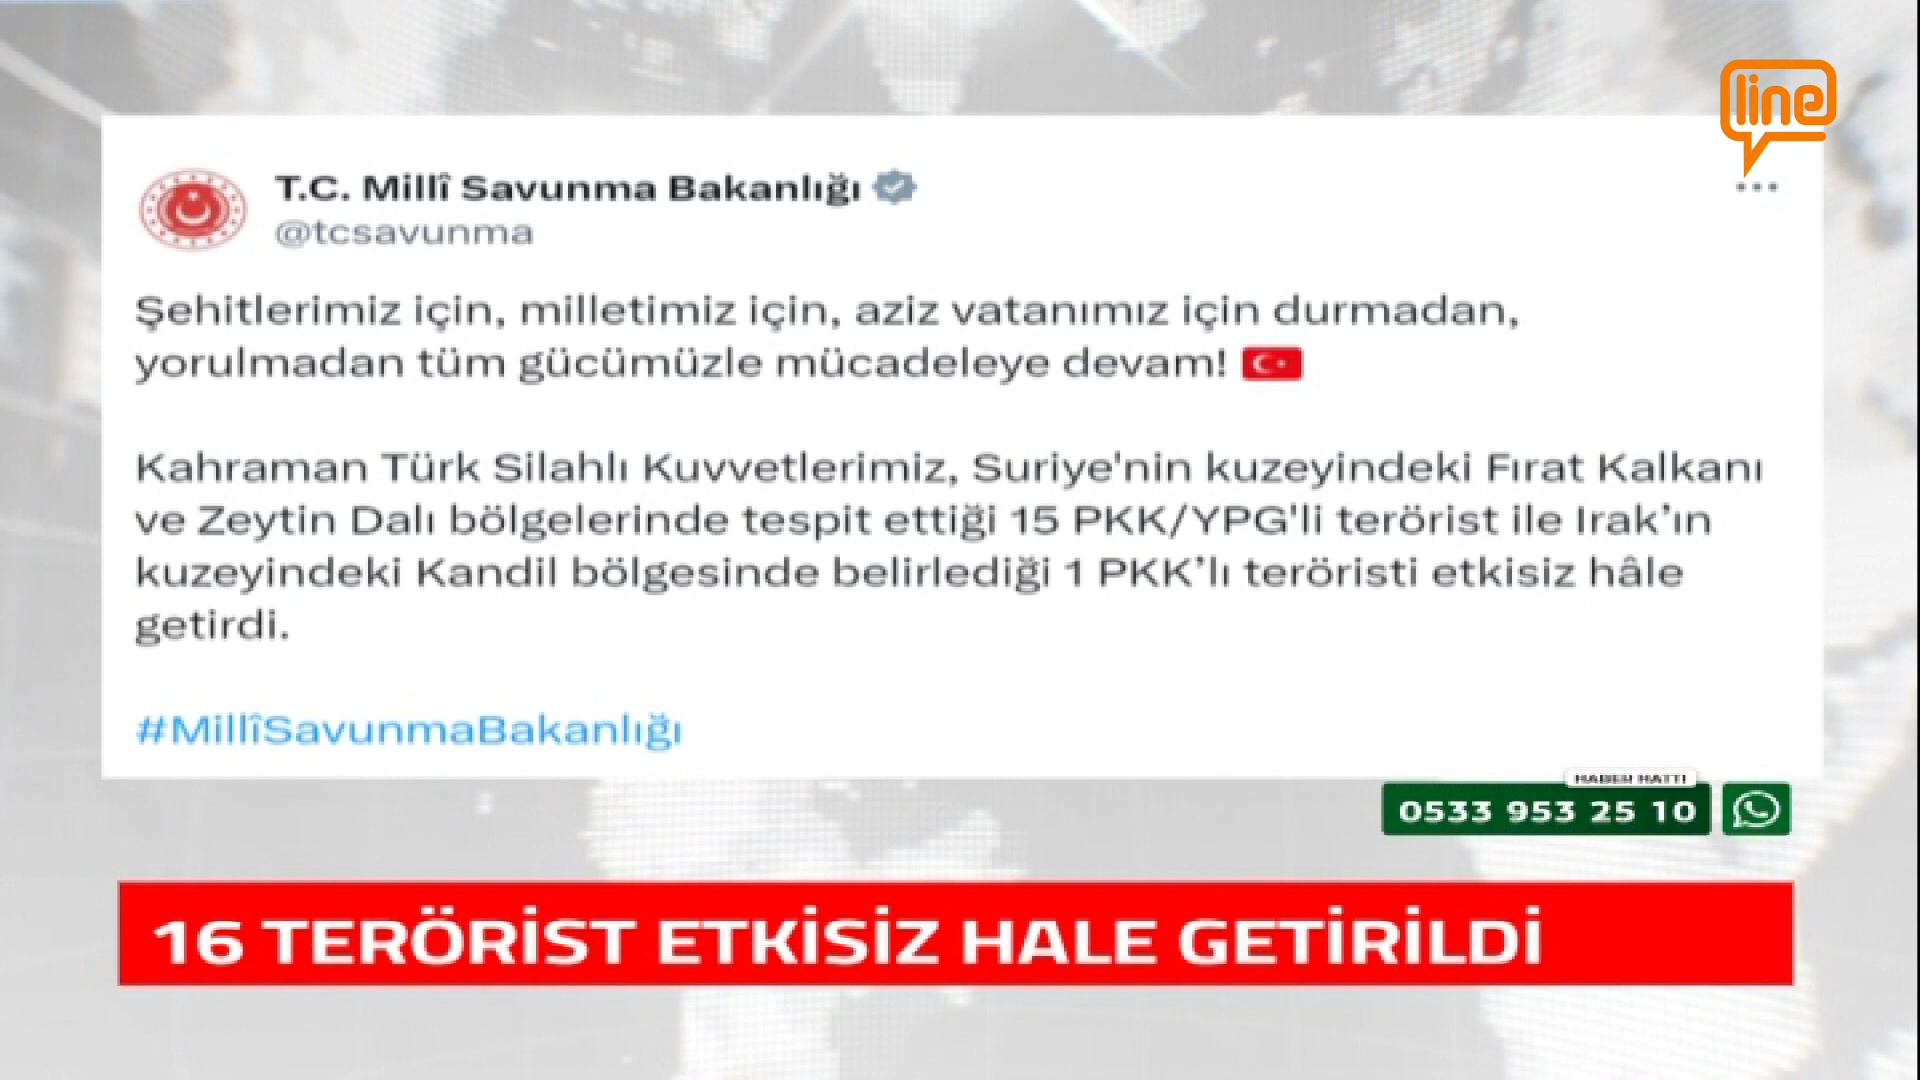 line
T.C. Millî Savunma Bakanlığı
@tcsavunma
Şehitlerimiz için, milletimiz için, aziz vatanımız için durmadan,
yorulmadan tüm gücümüzle mücadeleye devam!
Kahraman Türk Silahlı Kuvvetlerimiz, Suriye'nin kuzeyindeki Fırat Kalkanı
ve Zeytin Dalı bölgelerinde tespit ettiği 15 PKK/YPG'li terörist ile Irak’ın
kuzeyindeki Kandil bölgesinde belirlediği 1 PKK’lı teröristi etkisiz hâle
getirdi.
#MillîSavunmaBakanlığı
HABER HATTI
0533 953 25 10
16 TERÖRİST ETKİSİZ HALE GETİRİLDİ